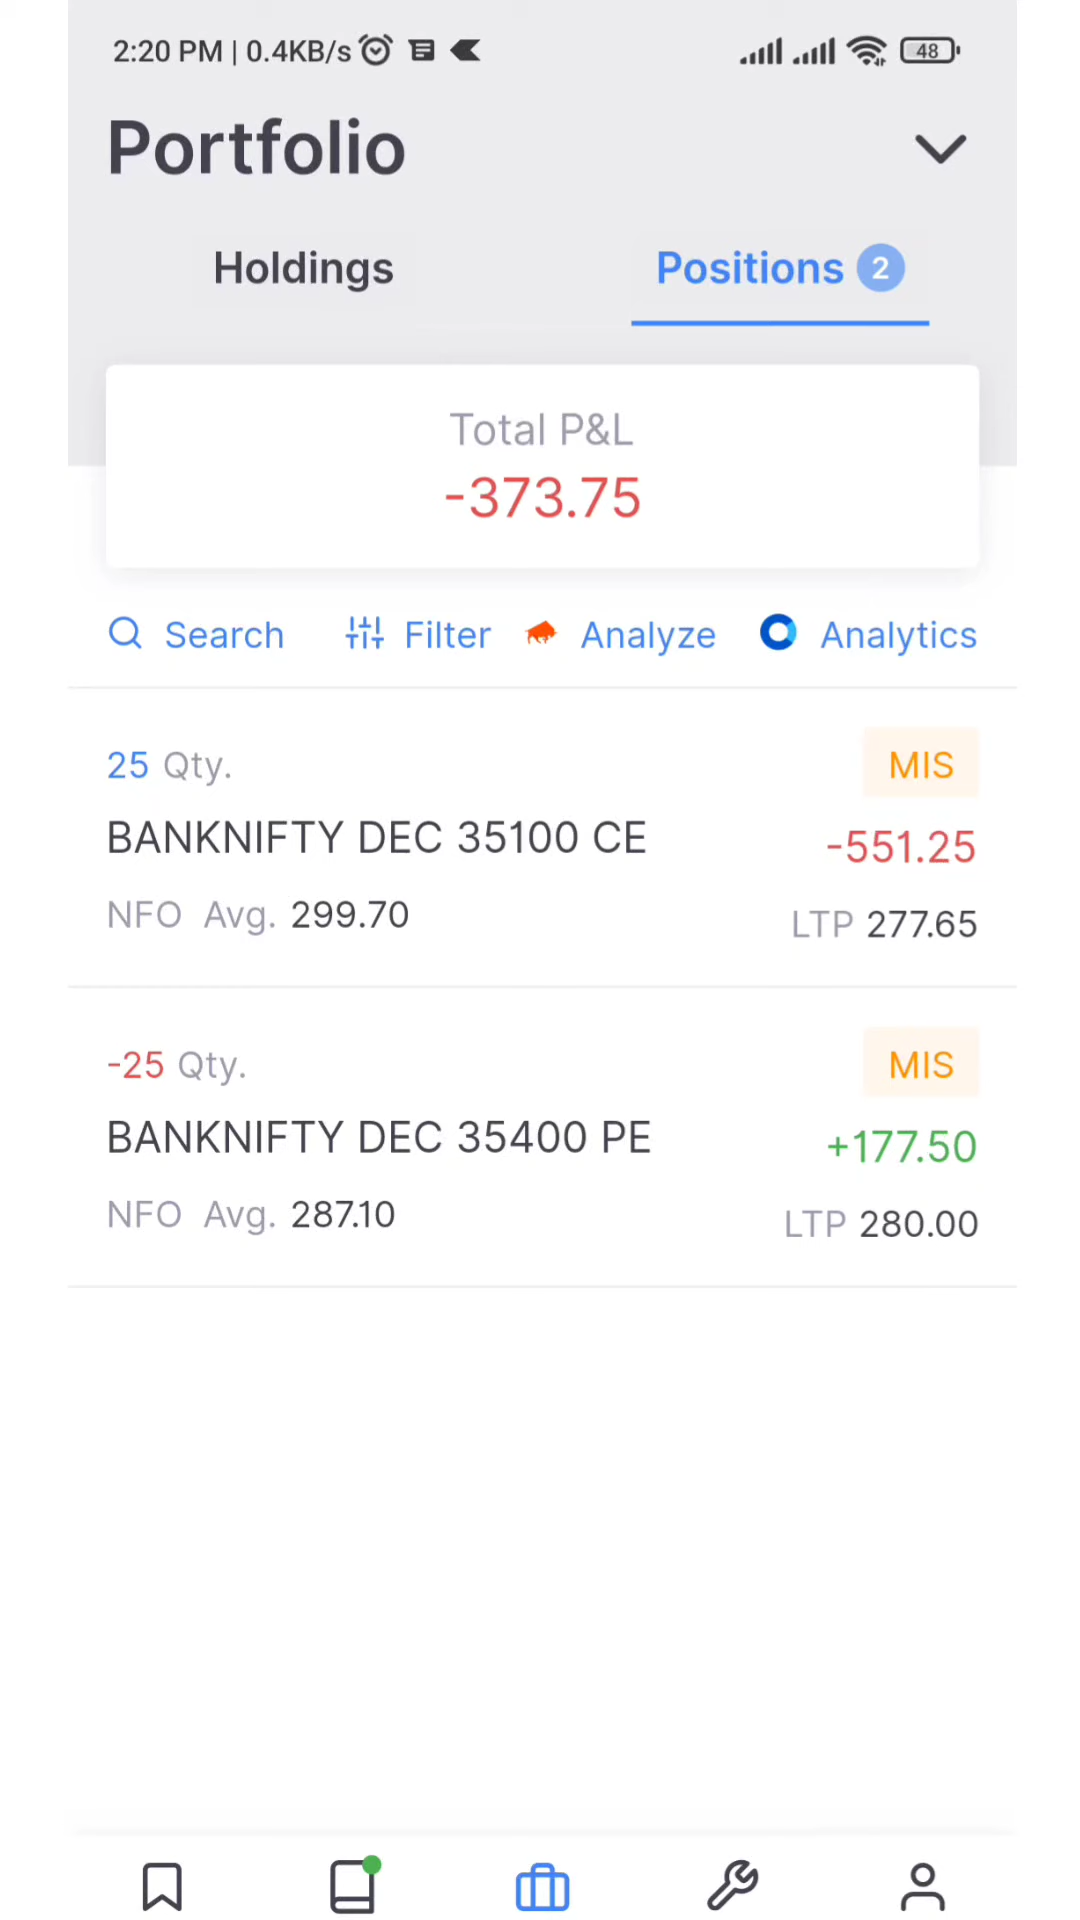 2:20 PM | 0.4KB/s 48
Portfolio
Holdings Positions 2
Total P&L
-373.75
Search Filter Analyze Analytics
25 Qty. MIS
BANKNIFTY DEC 35100 CE -551.25
NFO Avg. 299.70 LTP 277.65
-25 Qty. MIS
BANKNIFTY DEC 35400 PE +177.50
NFO Avg. 287.10 LTP 280.00